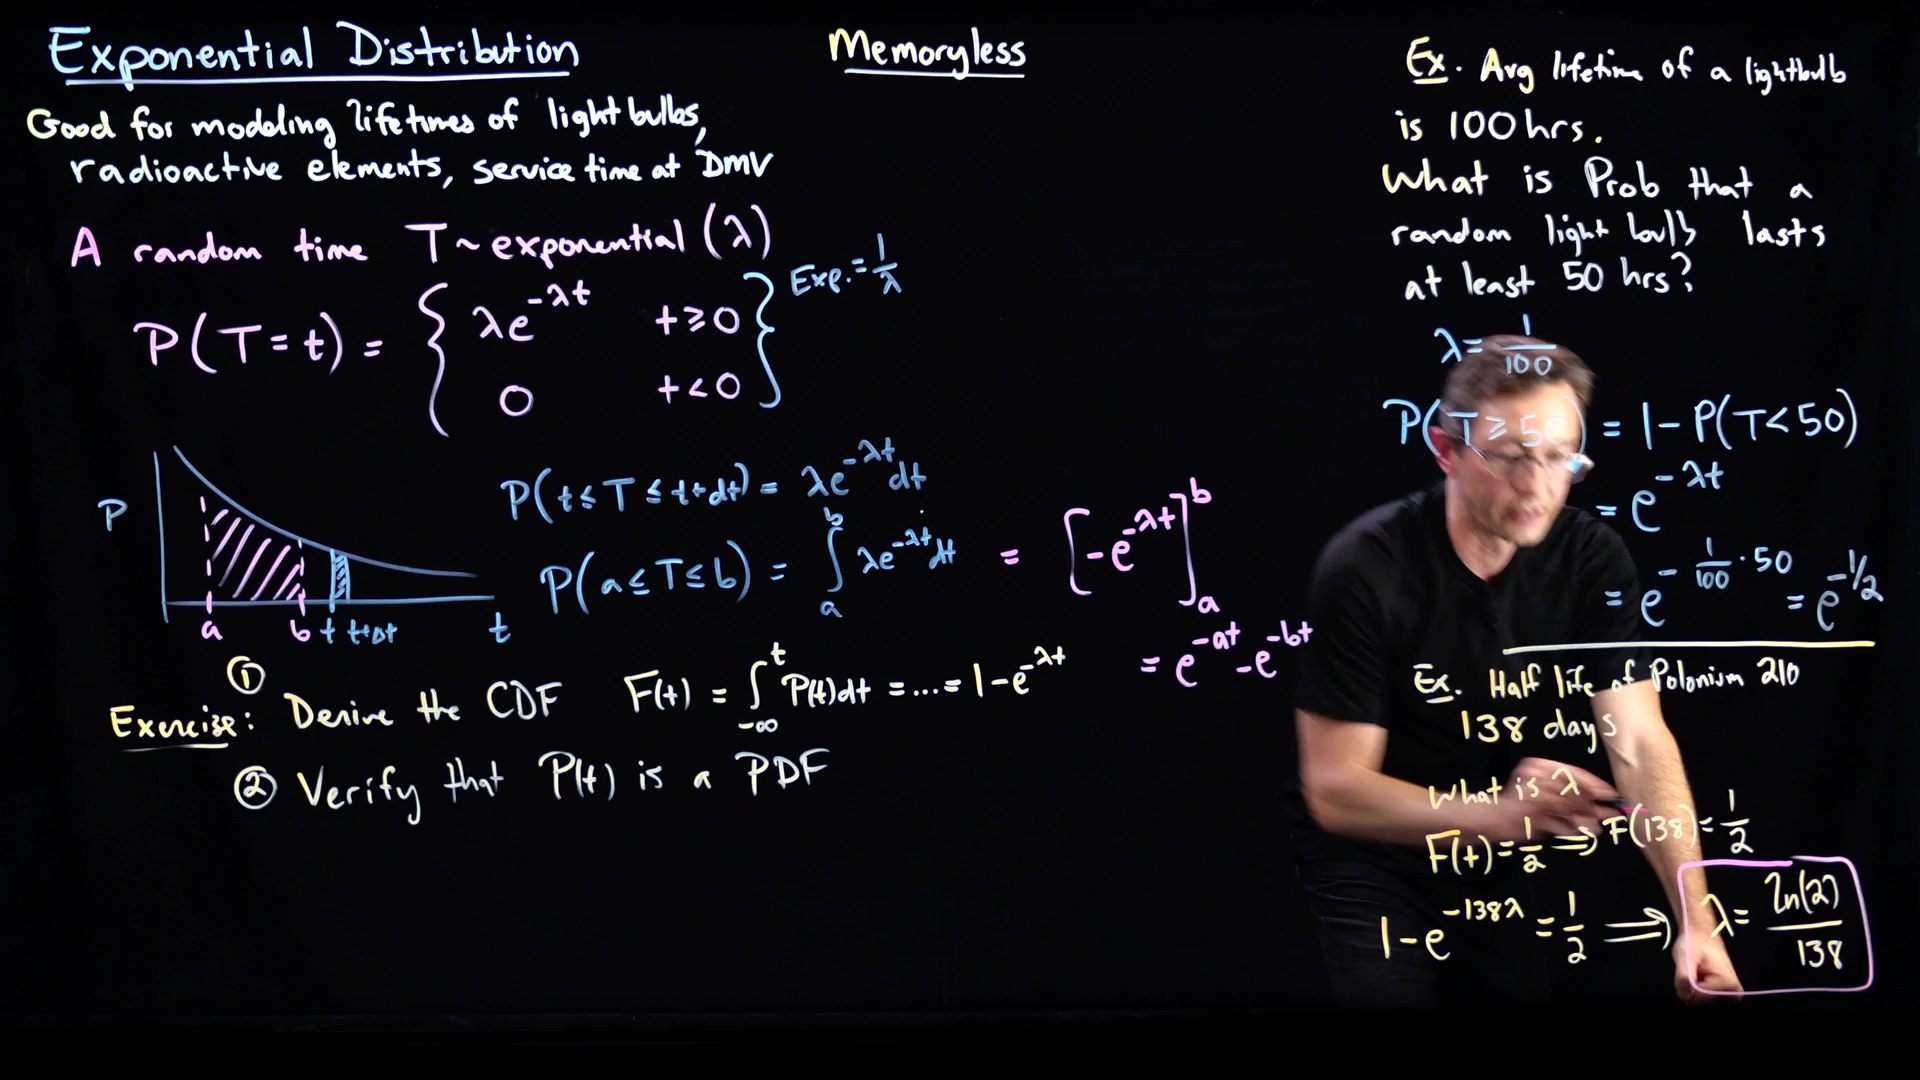 Exponential Distribution
Good for modeling lifetimes of light bulbs,
radioactive elements, service time at DMV
A random time T ~ exponential (λ)
P(T=t) = { λe^{-λt} t ≥ 0
0 t < 0 } Exp. = 1/λ
P
a b t t+Δt t
P(t ≤ T ≤ t+dt) = λe^{-λt} dt
P(a ≤ T ≤ b) = ∫_a^b λe^{-λt} dt = [-e^{-λt}]_a^b
= e^{-at} - e^{-bt}
Exercise: ① Derive the CDF F(t) = ∫_{-∞}^t P(t)dt = ... = 1 - e^{-λt}
② Verify that P(t) is a PDF
Memoryless
Ex. Avg lifetime of a lightbulb
is 100 hrs.
What is Prob that a
random light bulb lasts
at least 50 hrs?
λ = 1/100
P(T ≥ 50) = 1 - P(T < 50)
= e^{-λt}
= e^{-1/100 · 50} = e^{-1/2}
Ex. Half life of Polonium 210
138 days
What is λ
F(t) = 1/2 ⟹ F(138) = 1/2
1 - e^{-138λ} = 1/2 ⟹ λ = ln(2)/138